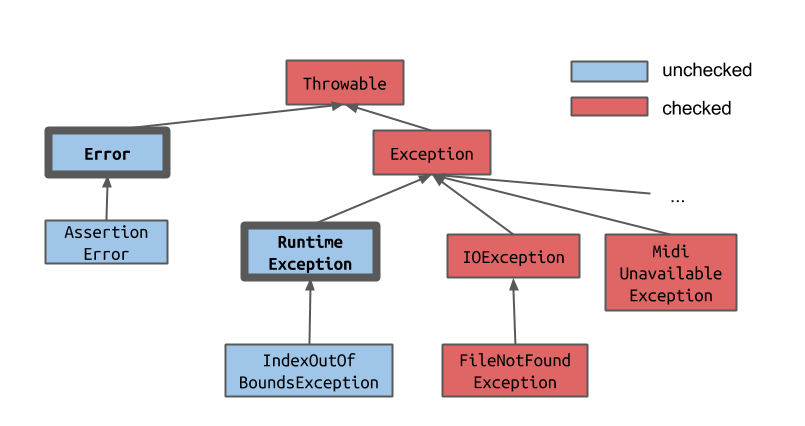 Throwable
unchecked
checked
Error
Exception
...
Assertion
Error
Runtime
Exception
IOException
Midi
Unavailable
Exception
IndexOutOf
BoundsException
FileNotFound
Exception